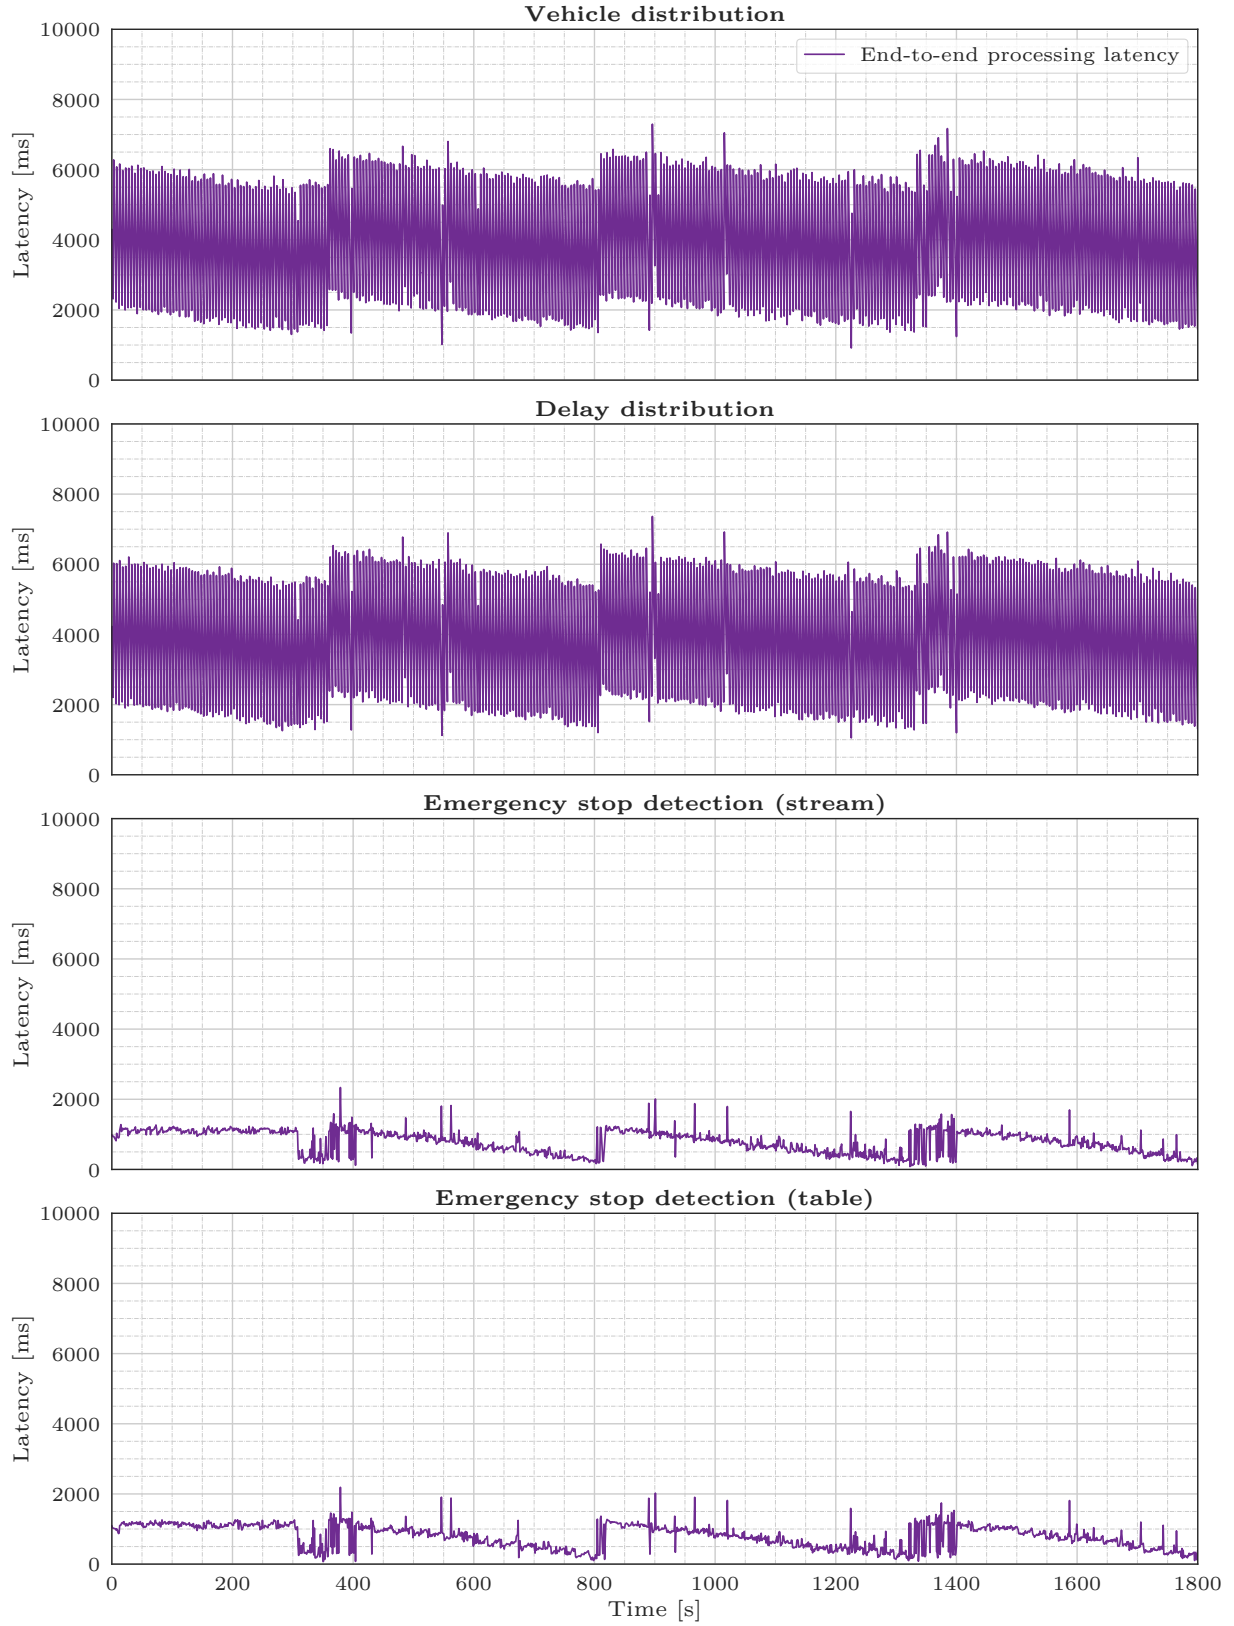 Vehicle distribution
10000
8000
6000
4000
2000
0
Latency [ms]
End-to-end processing latency
Delay distribution
10000
8000
6000
4000
2000
0
Latency [ms]
Emergency stop detection (stream)
10000
8000
6000
4000
2000
0
Latency [ms]
Emergency stop detection (table)
10000
8000
6000
4000
2000
0
Latency [ms]
0 200 400 600 800 1000 1200 1400 1600 1800
Time [s]